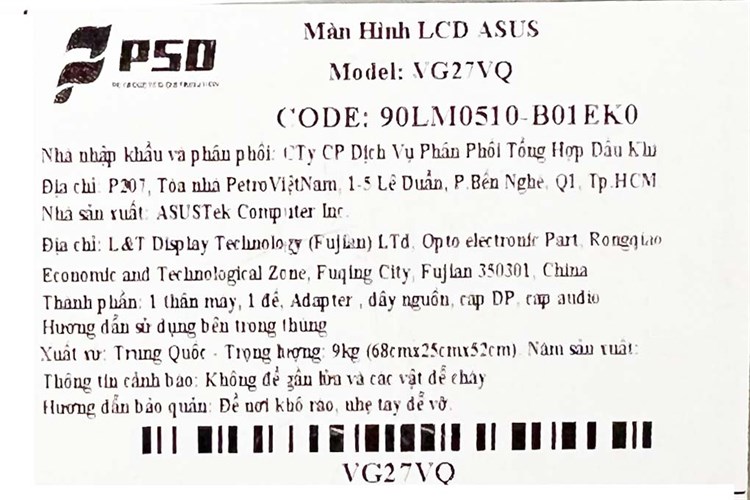 PSD
PETROSETCO DISTRIBUTION
Màn Hình LCD ASUS
Model: VG27VQ
CODE: 90LM0510-B01EK0
Nhà nhập khẩu và phân phối: CTy CP Dịch Vụ Phân Phối Tổng Hợp Dầu Khí
Địa chỉ: P207, Tòa nhà PetroViệtNam, 1-5 Lê Duẩn, P.Bến Nghé, Q1, Tp.HCM
Nhà sản xuất: ASUSTek Computer Inc.
Địa chỉ: L&T Display Technology (Fujian) LTd, Opto electronic Part, Rongqiao
Economic and Technological Zone, Fuqing City, Fujian 350301, China
Thành phần: 1 thân máy, 1 đế, Adapter , dây nguồn, cáp DP, cáp audio
Hướng dẫn sử dụng bên trong thùng
Xuất xứ: Trung Quốc - Trọng lượng: 9kg (68cmx25cmx52cm) Năm sản xuất:
Thông tin cảnh báo: Không để gần lửa và các vật dễ cháy
Hướng dẫn bảo quản: Để nơi khô ráo, nhẹ tay dễ vỡ.
VG27VQ